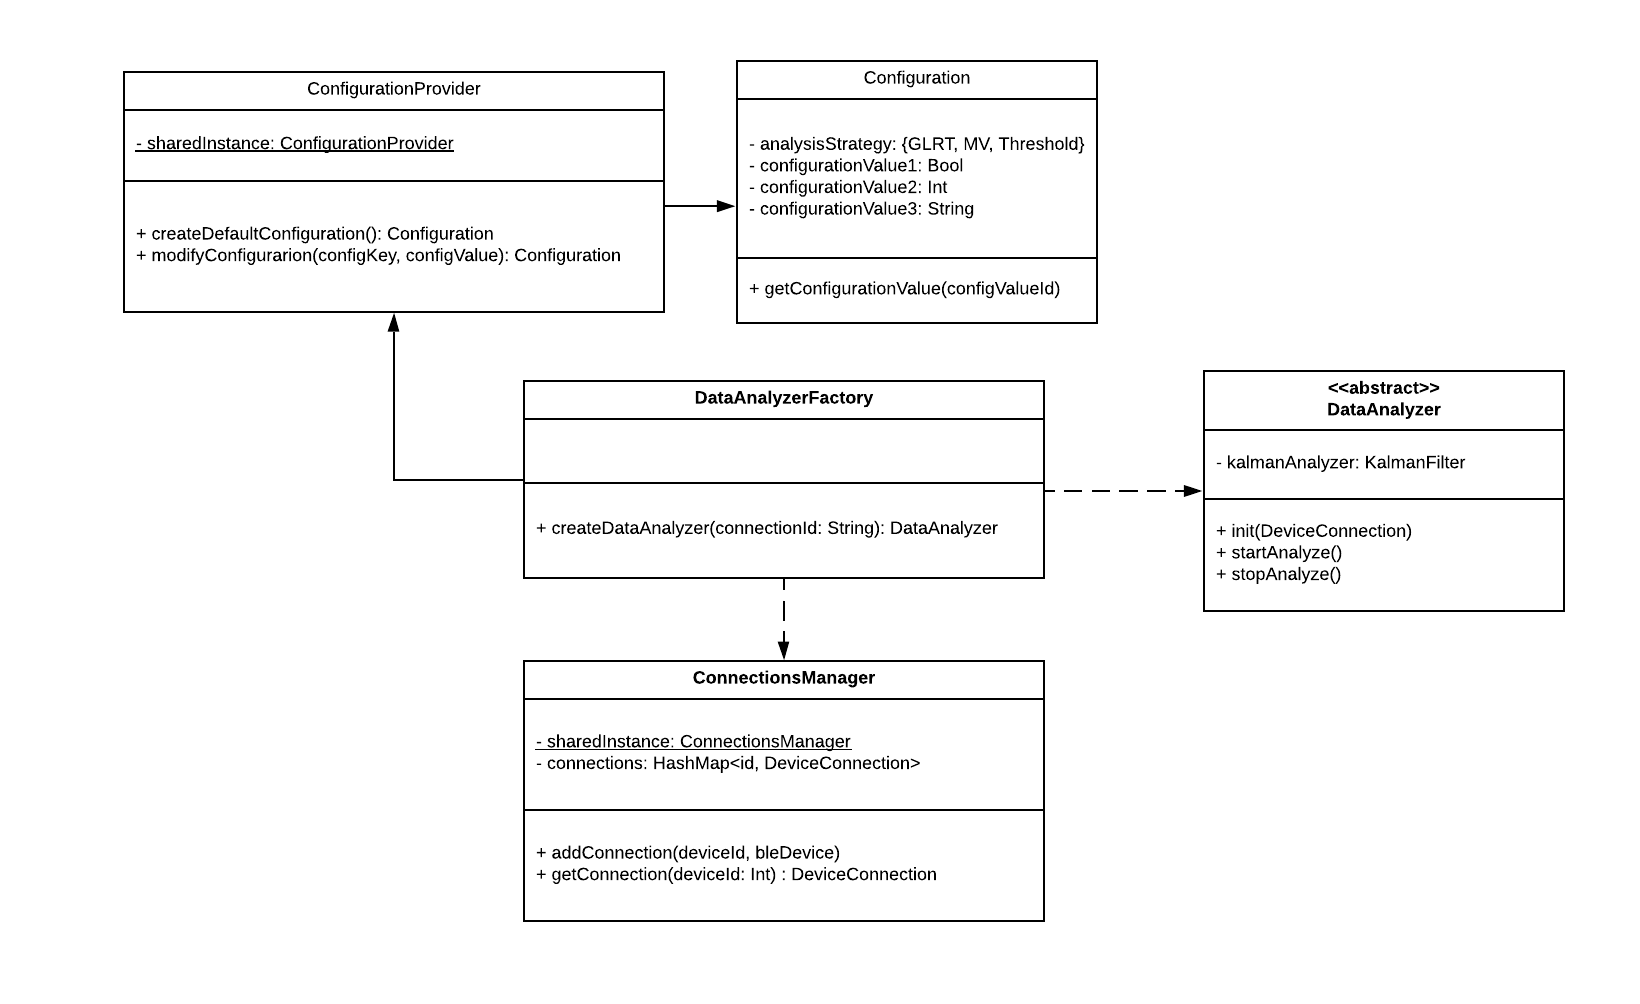 ConfigurationProvider
- sharedInstance: ConfigurationProvider
+ createDefaultConfiguration(): Configuration
+ modifyConfigurarion(configKey, configValue): Configuration
Configuration
- analysisStrategy: {GLRT, MV, Threshold}
- configurationValue1: Bool
- configurationValue2: Int
- configurationValue3: String
+ getConfigurationValue(configValueId)
DataAnalyzerFactory
+ createDataAnalyzer(connectionId: String): DataAnalyzer
<<abstract>>
DataAnalyzer
- kalmanAnalyzer: KalmanFilter
+ init(DeviceConnection)
+ startAnalyze()
+ stopAnalyze()
ConnectionsManager
- sharedInstance: ConnectionsManager
- connections: HashMap<id, DeviceConnection>
+ addConnection(deviceId, bleDevice)
+ getConnection(deviceId: Int) : DeviceConnection